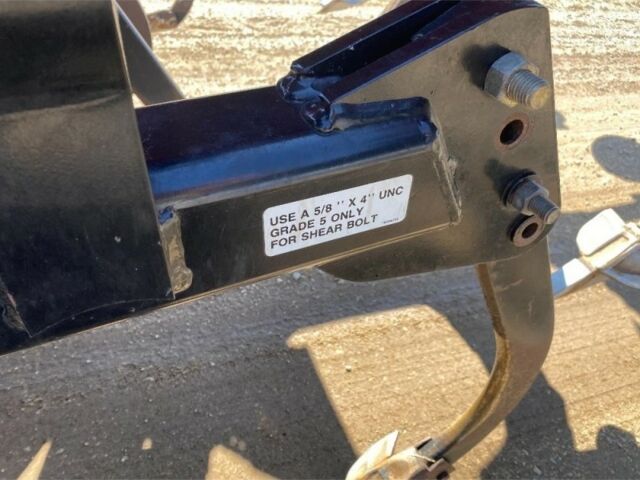 USE A 5/8 " X 4" UNC
GRADE 5 ONLY
FOR SHEAR BOLT